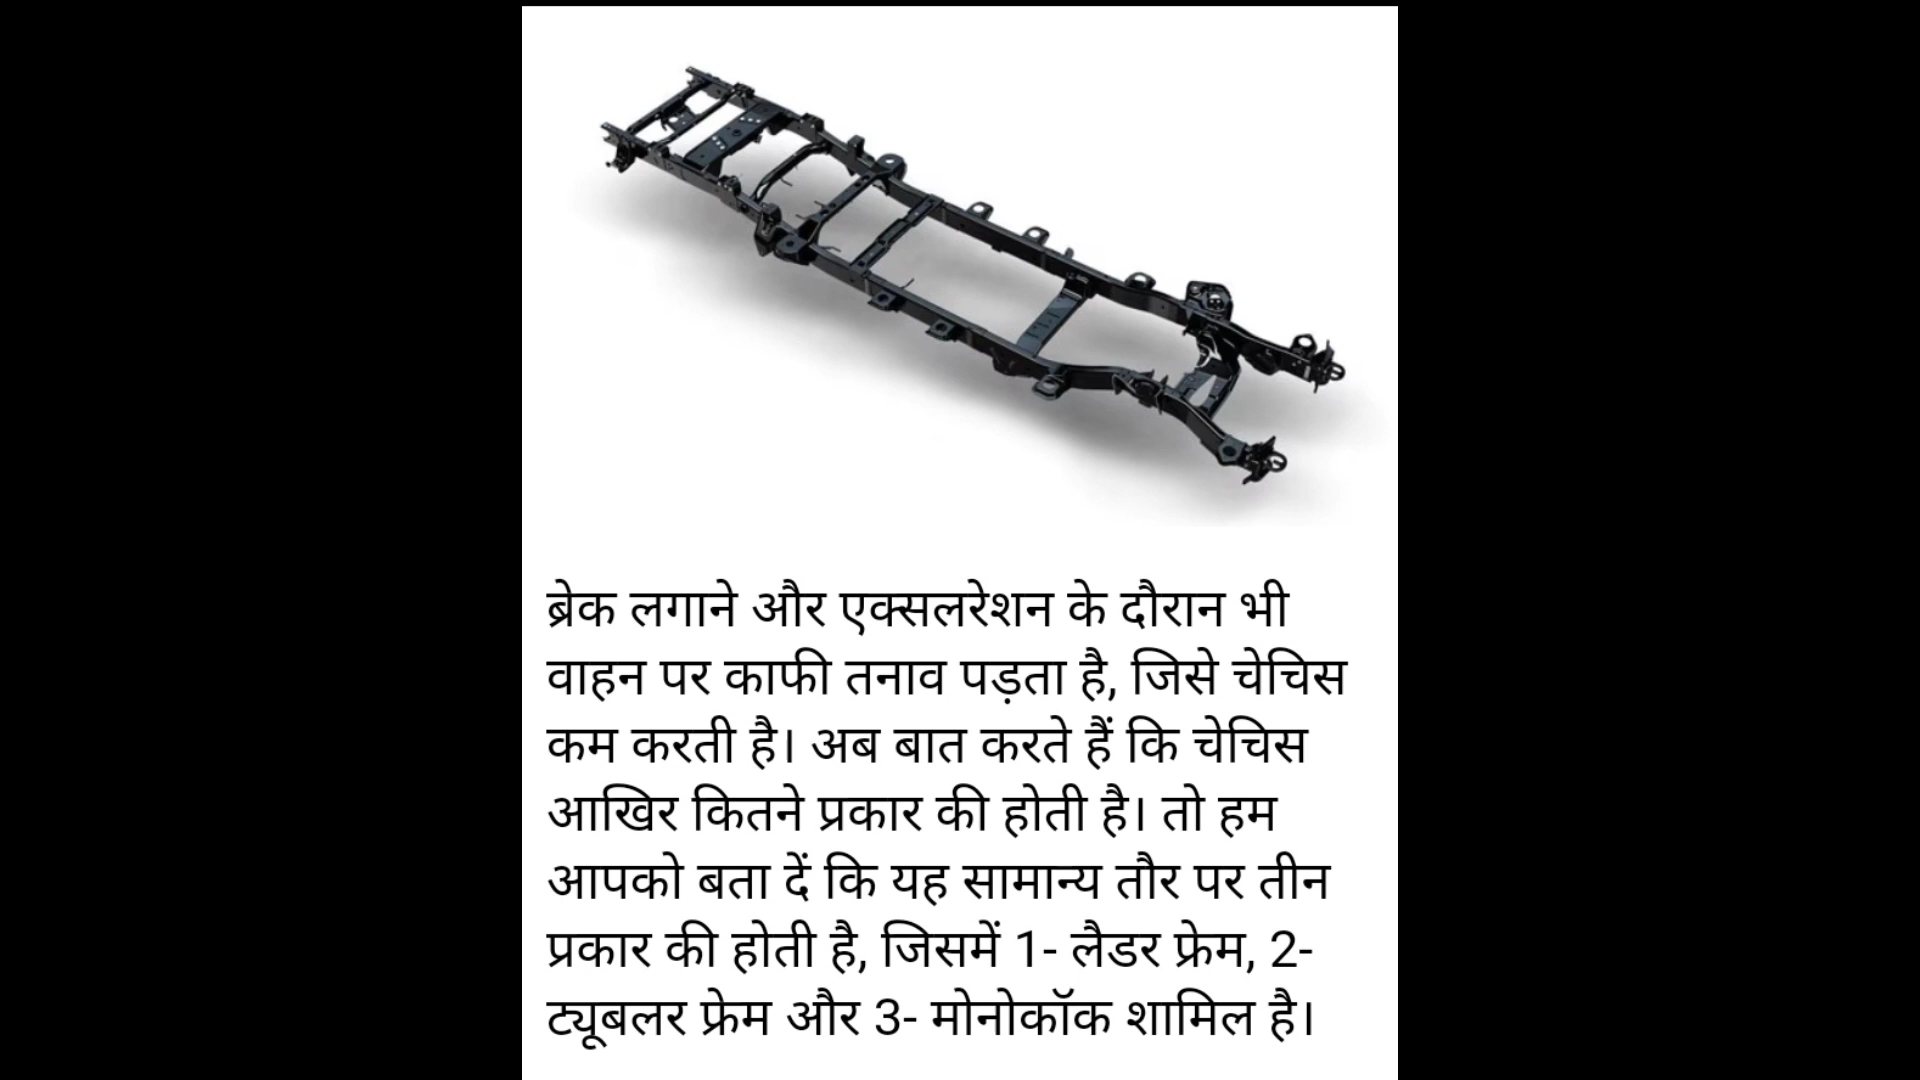 ब्रेक लगाने और एक्सलरेशन के दौरान भी
वाहन पर काफी तनाव पड़ता है, जिसे चेचिस
कम करती है। अब बात करते हैं कि चेचिस
आखिर कितने प्रकार की होती है। तो हम
आपको बता दें कि यह सामान्य तौर पर तीन
प्रकार की होती है, जिसमें 1- लैडर फ्रेम, 2-
ट्यूबलर फ्रेम और 3- मोनोकॉक शामिल है।